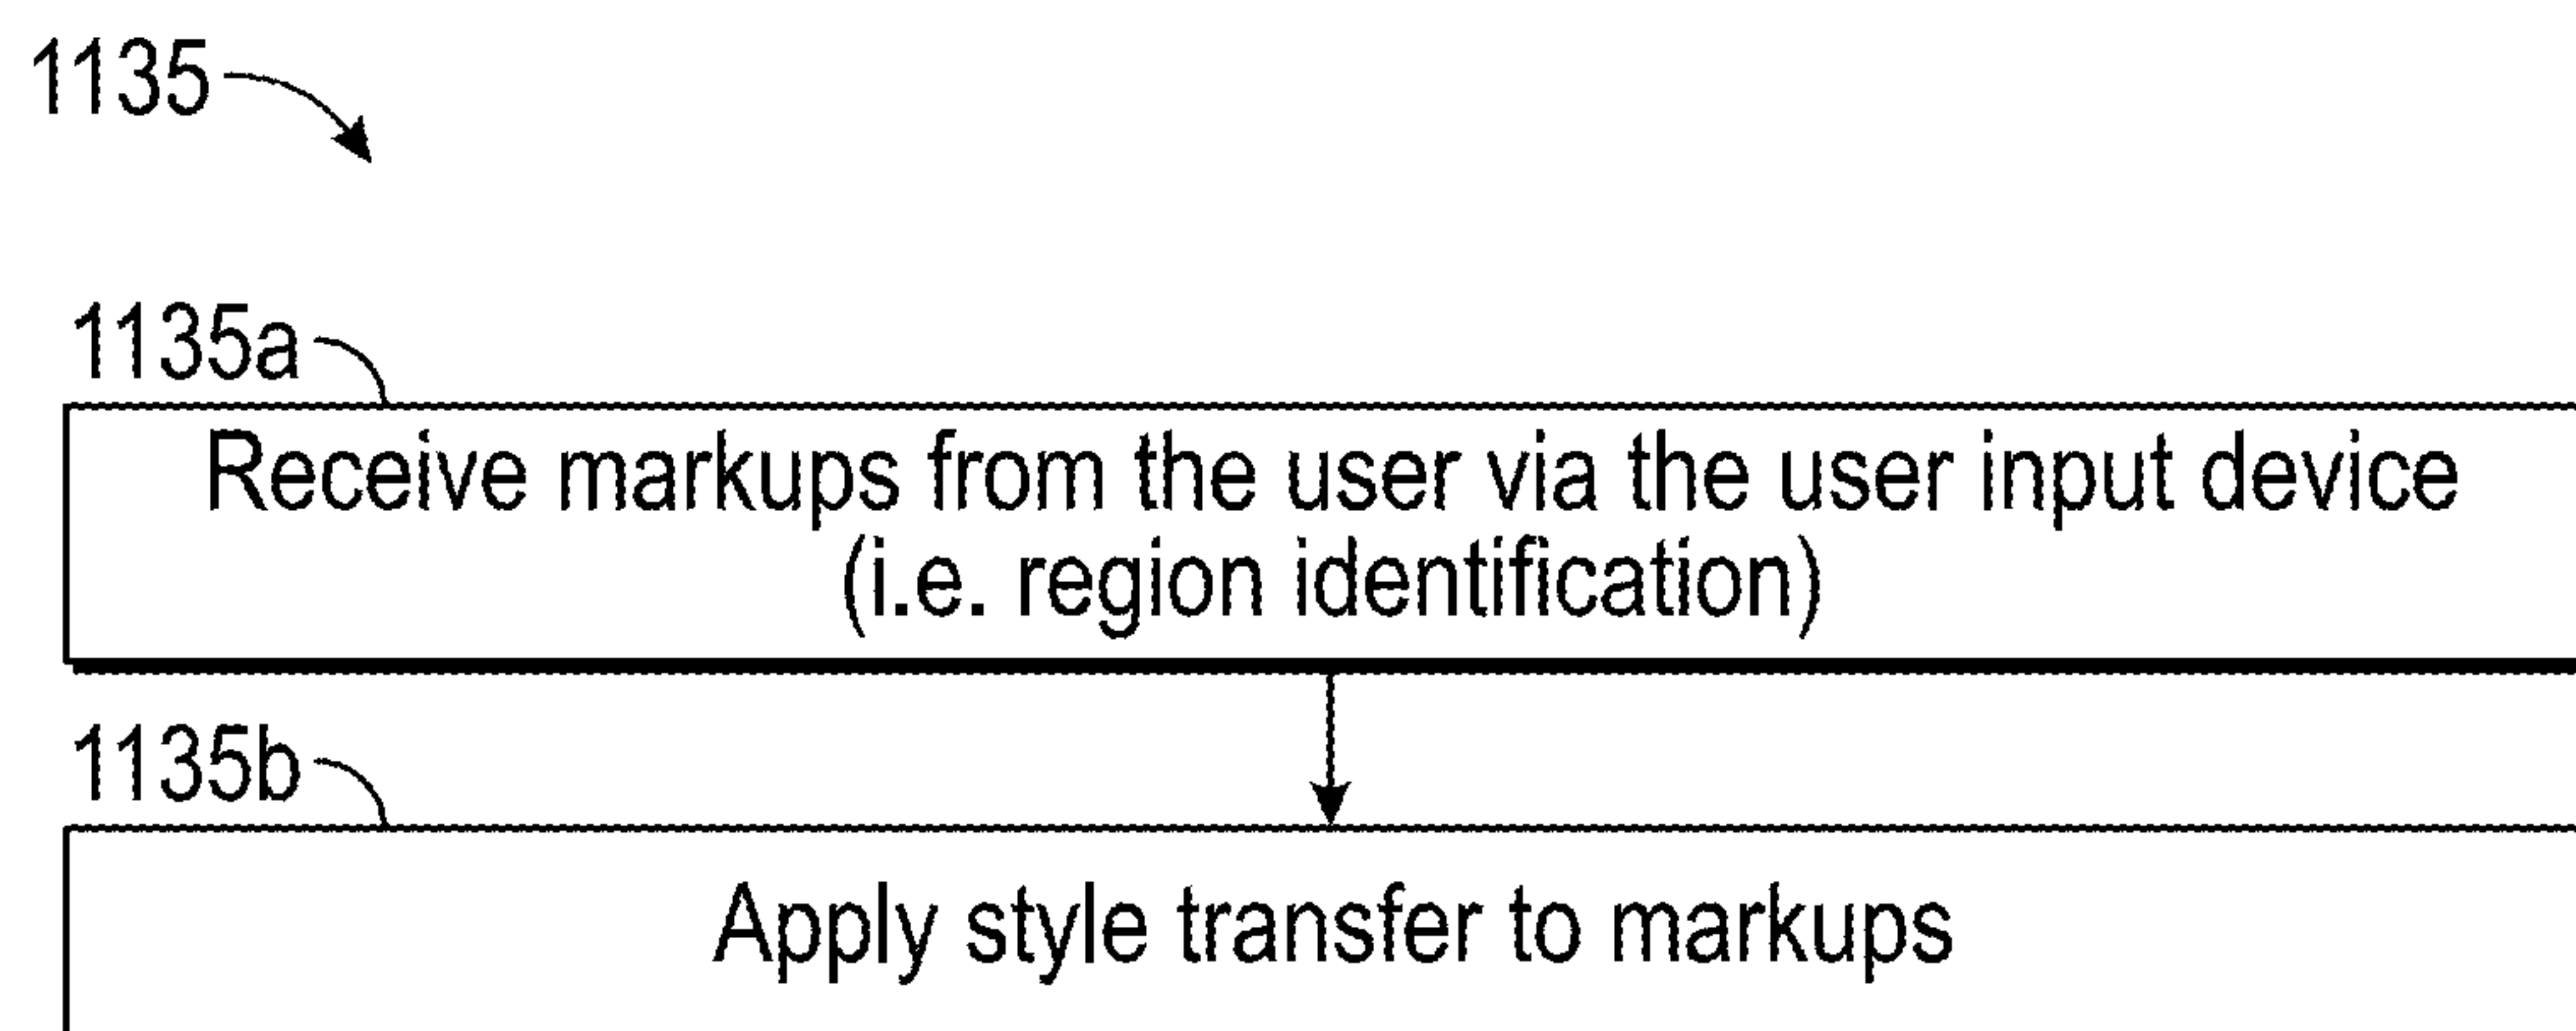 1135
1135a
Receive markups from the user via the user input device
(i.e. region identification)
1135b
Apply style transfer to markups